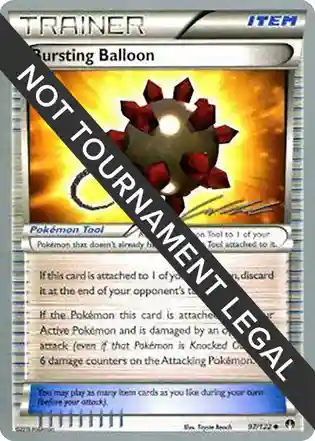 TRAINER ITEM
Bursting Balloon
NOT TOURNAMENT LEGAL
Pokémon Tool
Tool to 1 of your
Pokémon that doesn't already Tool attached to it.
If this card is attached to 1 of discard
it at the end of your opponent's
If the Pokémon this card is attached your
Active Pokémon and is damaged by an
attack (even if that Pokémon is Knocked
6 damage counters on the Attacking Pokémon.
You may play as many Item cards as you like during your turn
(before your attack).
©2016 Pokémon Illus. Toyste Beach 97/122